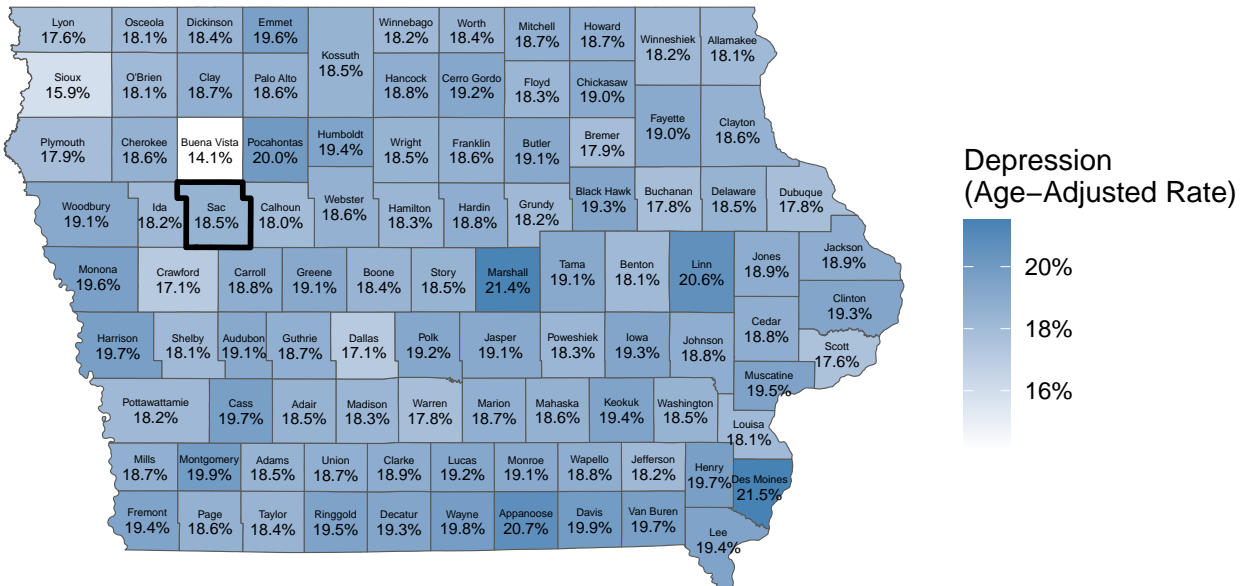 Lyon
17.6%
Osceola
18.1%
Dickinson
18.4%
Emmet
19.6%
Kossuth
18.5%
Winnebago
18.2%
Worth
18.4%
Mitchell
18.7%
Howard
18.7%
Winneshiek
18.2%
Allamakee
18.1%
Sioux
15.9%
O'Brien
18.1%
Clay
18.7%
Palo Alto
18.6%
Hancock
18.8%
Cerro Gordo
19.2%
Floyd
18.3%
Chickasaw
19.0%
Fayette
19.0%
Clayton
18.6%
Plymouth
17.9%
Cherokee
18.6%
Buena Vista
14.1%
Pocahontas
20.0%
Humboldt
19.4%
Wright
18.5%
Franklin
18.6%
Butler
19.1%
Bremer
17.9%
Woodbury
19.1%
Ida
18.2%
Sac
18.5%
Calhoun
18.0%
Webster
18.6%
Hamilton
18.3%
Hardin
18.8%
Grundy
18.2%
Black Hawk
19.3%
Buchanan
17.8%
Delaware
18.5%
Dubuque
17.8%
Monona
19.6%
Crawford
17.1%
Carroll
18.8%
Greene
19.1%
Boone
18.4%
Story
18.5%
Marshall
21.4%
Tama
19.1%
Benton
18.1%
Linn
20.6%
Jones
18.9%
Jackson
18.9%
Clinton
19.3%
Harrison
19.7%
Shelby
18.1%
Audubon
19.1%
Guthrie
18.7%
Dallas
17.1%
Polk
19.2%
Jasper
19.1%
Poweshiek
18.3%
Iowa
19.3%
Johnson
18.8%
Cedar
18.8%
Scott
17.6%
Muscatine
19.5%
Pottawattamie
18.2%
Cass
19.7%
Adair
18.5%
Madison
18.3%
Warren
17.8%
Marion
18.7%
Mahaska
18.6%
Keokuk
19.4%
Washington
18.5%
Louisa
18.1%
Mills
18.7%
Montgomery
19.9%
Adams
18.5%
Union
18.7%
Clarke
18.9%
Lucas
19.2%
Monroe
19.1%
Wapello
18.8%
Jefferson
18.2%
Henry
19.7%
Des Moines
21.5%
Fremont
19.4%
Page
18.6%
Taylor
18.4%
Ringgold
19.5%
Decatur
19.3%
Wayne
19.8%
Appanoose
20.7%
Davis
19.9%
Van Buren
19.7%
Lee
19.4%
Depression
(Age−Adjusted Rate)
20%
18%
16%